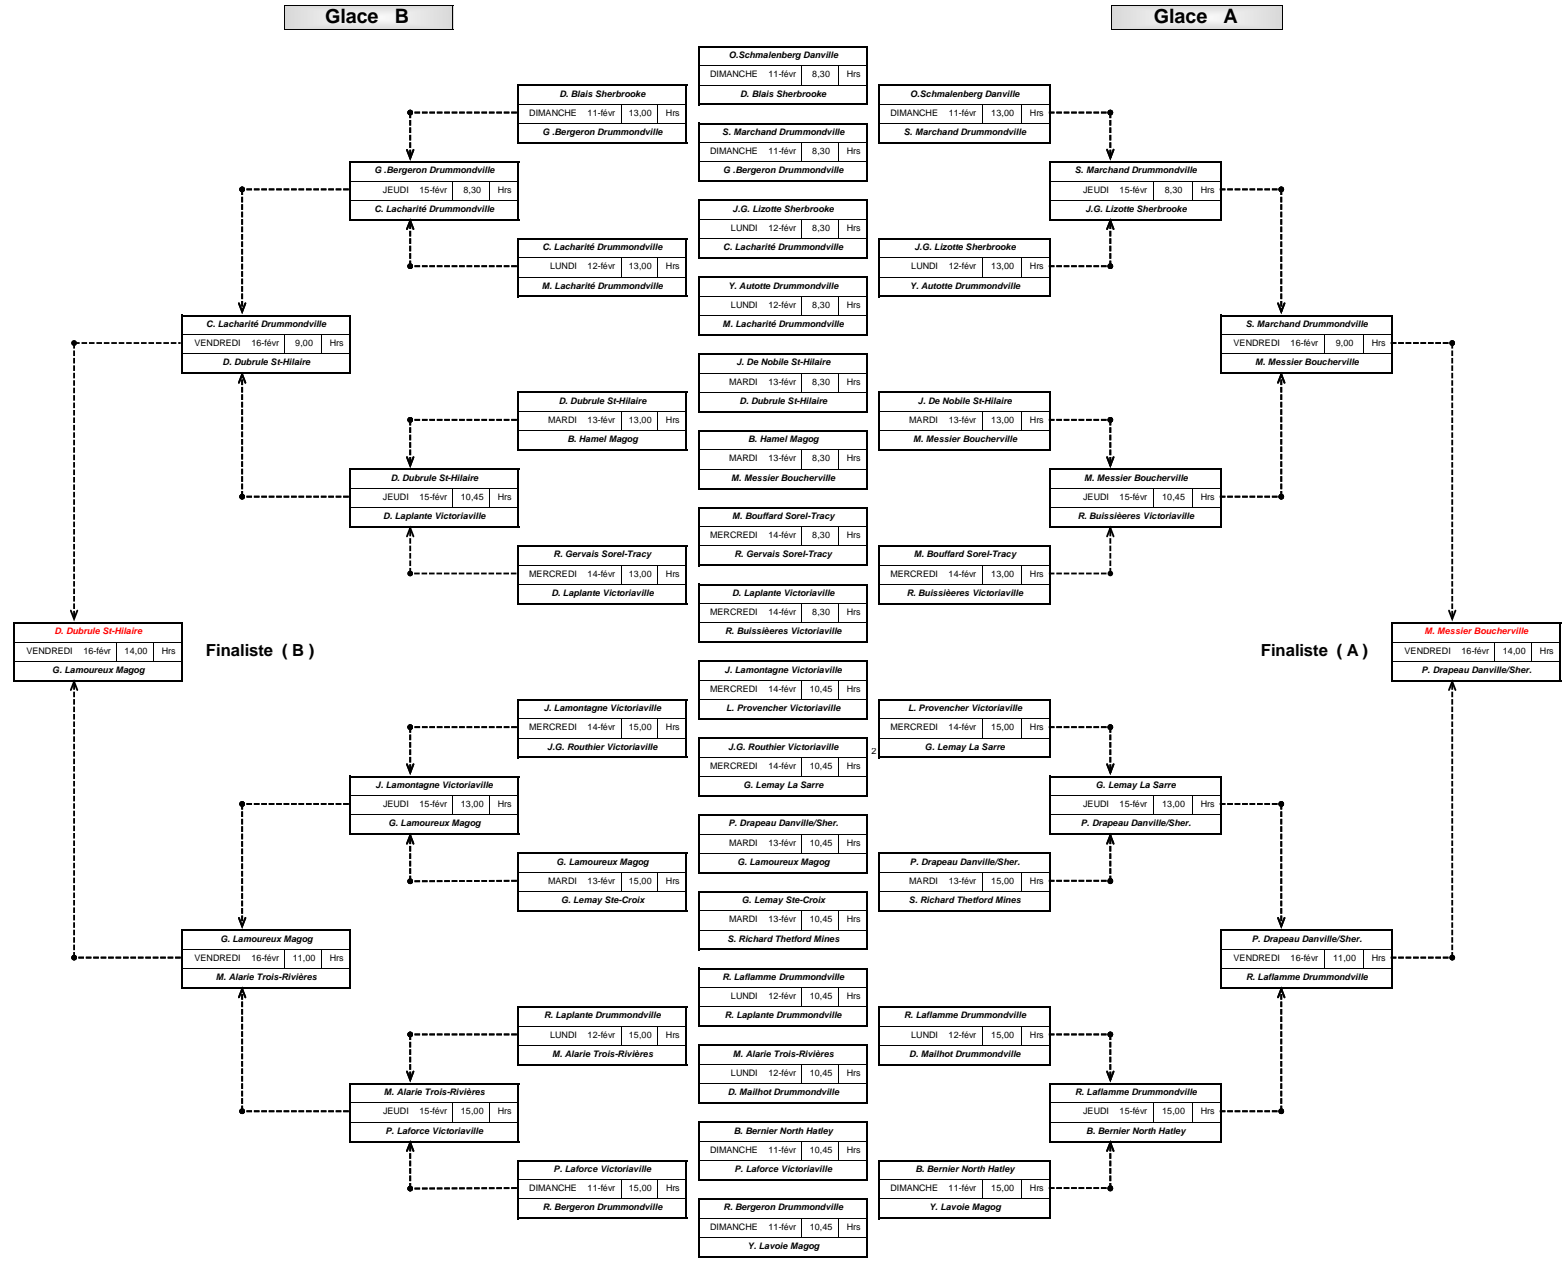 Glace B
Glace A
O.Schmalenberg Danville
DIMANCHE 11-févr 8,30 Hrs
D. Blais Sherbrooke
D. Blais Sherbrooke
DIMANCHE 11-févr 13,00 Hrs
G .Bergeron Drummondville
O.Schmalenberg Danville
DIMANCHE 11-févr 13,00 Hrs
S. Marchand Drummondville
S. Marchand Drummondville
DIMANCHE 11-févr 8,30 Hrs
G .Bergeron Drummondville
G .Bergeron Drummondville
JEUDI 15-févr 8,30 Hrs
C. Lacharité Drummondville
S. Marchand Drummondville
JEUDI 15-févr 8,30 Hrs
J.G. Lizotte Sherbrooke
J.G. Lizotte Sherbrooke
LUNDI 12-févr 8,30 Hrs
C. Lacharité Drummondville
C. Lacharité Drummondville
LUNDI 12-févr 13,00 Hrs
M. Lacharité Drummondville
J.G. Lizotte Sherbrooke
LUNDI 12-févr 13,00 Hrs
Y. Autotte Drummondville
Y. Autotte Drummondville
LUNDI 12-févr 8,30 Hrs
M. Lacharité Drummondville
C. Lacharité Drummondville
VENDREDI 16-févr 9,00 Hrs
D. Dubrule St-Hilaire
S. Marchand Drummondville
VENDREDI 16-févr 9,00 Hrs
M. Messier Boucherville
J. De Nobile St-Hilaire
MARDI 13-févr 8,30 Hrs
D. Dubrule St-Hilaire
D. Dubrule St-Hilaire
MARDI 13-févr 13,00 Hrs
B. Hamel Magog
J. De Nobile St-Hilaire
MARDI 13-févr 13,00 Hrs
M. Messier Boucherville
B. Hamel Magog
MARDI 13-févr 8,30 Hrs
M. Messier Boucherville
D. Dubrule St-Hilaire
JEUDI 15-févr 10,45 Hrs
D. Laplante Victoriaville
M. Messier Boucherville
JEUDI 15-févr 10,45 Hrs
R. Buissièeres Victoriaville
M. Bouffard Sorel-Tracy
MERCREDI 14-févr 8,30 Hrs
R. Gervais Sorel-Tracy
R. Gervais Sorel-Tracy
MERCREDI 14-févr 13,00 Hrs
D. Laplante Victoriaville
M. Bouffard Sorel-Tracy
MERCREDI 14-févr 13,00 Hrs
R. Buissièeres Victoriaville
D. Laplante Victoriaville
MERCREDI 14-févr 8,30 Hrs
R. Buissièeres Victoriaville
D. Dubrule St-Hilaire
VENDREDI 16-févr 14,00 Hrs
G. Lamoureux Magog
Finaliste ( B )
Finaliste ( A )
M. Messier Boucherville
VENDREDI 16-févr 14,00 Hrs
P. Drapeau Danville/Sher.
J. Lamontagne Victoriaville
MERCREDI 14-févr 10,45 Hrs
L. Provencher Victoriaville
J. Lamontagne Victoriaville
MERCREDI 14-févr 15,00 Hrs
J.G. Routhier Victoriaville
L. Provencher Victoriaville
MERCREDI 14-févr 15,00 Hrs
G. Lemay La Sarre
J.G. Routhier Victoriaville
2
MERCREDI 14-févr 10,45 Hrs
G. Lemay La Sarre
J. Lamontagne Victoriaville
JEUDI 15-févr 13,00 Hrs
G. Lamoureux Magog
G. Lemay La Sarre
JEUDI 15-févr 13,00 Hrs
P. Drapeau Danville/Sher.
P. Drapeau Danville/Sher.
MARDI 13-févr 10,45 Hrs
G. Lamoureux Magog
G. Lamoureux Magog
MARDI 13-févr 15,00 Hrs
G. Lemay Ste-Croix
P. Drapeau Danville/Sher.
MARDI 13-févr 15,00 Hrs
S. Richard Thetford Mines
G. Lemay Ste-Croix
MARDI 13-févr 10,45 Hrs
S. Richard Thetford Mines
G. Lamoureux Magog
VENDREDI 16-févr 11,00 Hrs
M. Alarie Trois-Rivières
P. Drapeau Danville/Sher.
VENDREDI 16-févr 11,00 Hrs
R. Laflamme Drummondville
R. Laflamme Drummondville
LUNDI 12-févr 10,45 Hrs
R. Laplante Drummondville
R. Laplante Drummondville
LUNDI 12-févr 15,00 Hrs
M. Alarie Trois-Rivières
R. Laflamme Drummondville
LUNDI 12-févr 15,00 Hrs
D. Mailhot Drummondville
M. Alarie Trois-Rivières
LUNDI 12-févr 10,45 Hrs
D. Mailhot Drummondville
M. Alarie Trois-Rivières
JEUDI 15-févr 15,00 Hrs
P. Laforce Victoriaville
R. Laflamme Drummondville
JEUDI 15-févr 15,00 Hrs
B. Bernier North Hatley
B. Bernier North Hatley
DIMANCHE 11-févr 10,45 Hrs
P. Laforce Victoriaville
P. Laforce Victoriaville
DIMANCHE 11-févr 15,00 Hrs
R. Bergeron Drummondville
B. Bernier North Hatley
DIMANCHE 11-févr 15,00 Hrs
Y. Lavoie Magog
R. Bergeron Drummondville
DIMANCHE 11-févr 10,45 Hrs
Y. Lavoie Magog